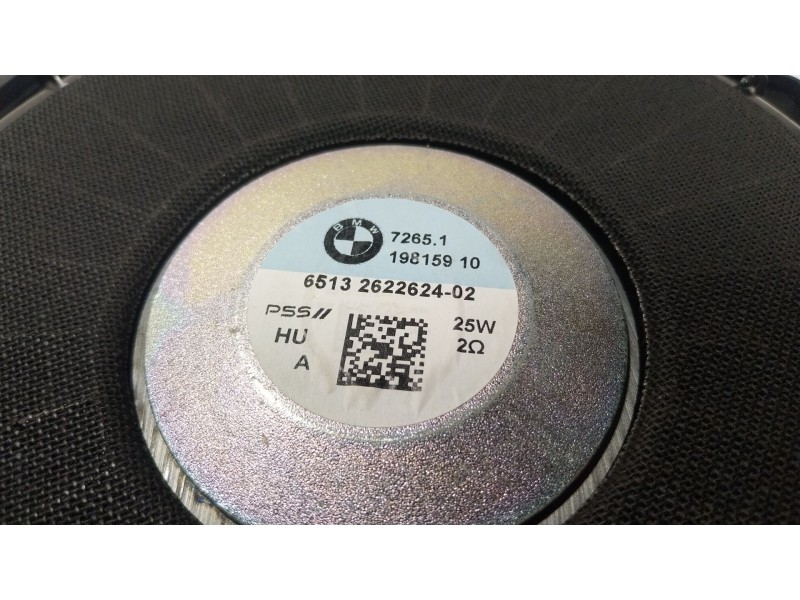 BMW
7265.1
198159 10
6513 2622624-02
PSS//
25W
HU
2Ω
A